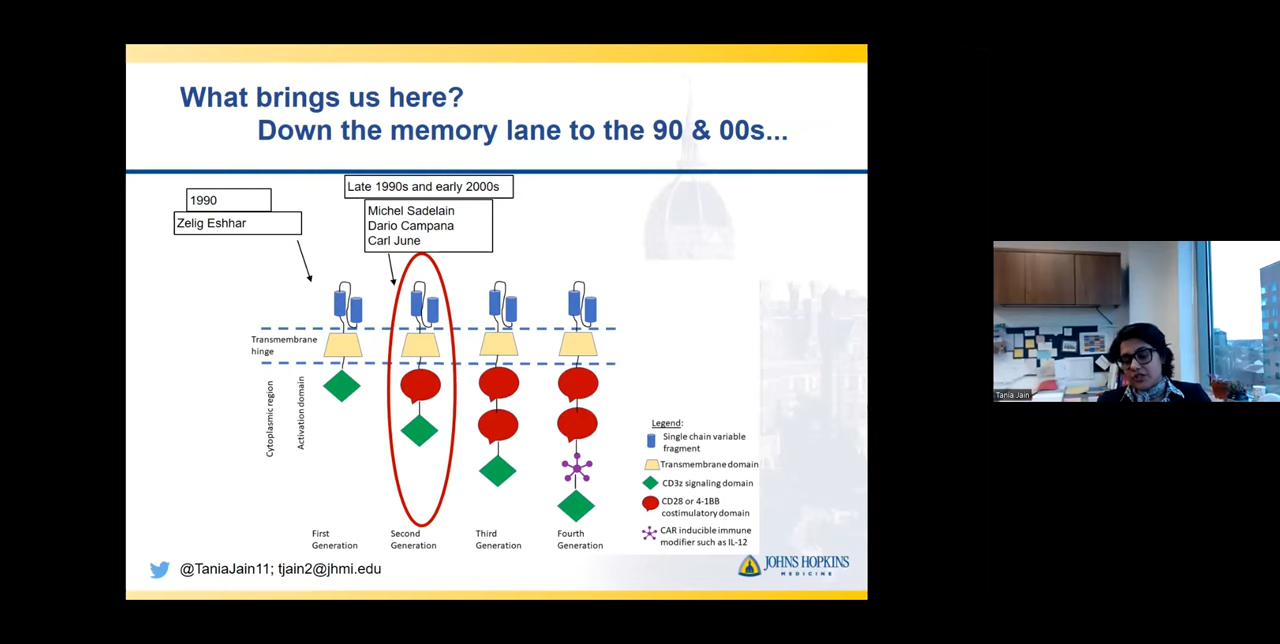 What brings us here?
Down the memory lane to the 90 & 00s...
1990
Zelig Eshhar
Late 1990s and early 2000s
Michel Sadelain
Dario Campana
Carl June
Transmembrane
hinge
Cytoplasmic region
Activation domain
First
Generation
Second
Generation
Third
Generation
Fourth
Generation
Legend:
Single chain variable
fragment
Transmembrane domain
CD3z signaling domain
CD28 or 4-1BB
costimulatory domain
CAR inducible immune
modifier such as IL-12
@TaniaJain11; tjain2@jhmi.edu
JOHNS HOPKINS
MEDICINE
Tania Jain